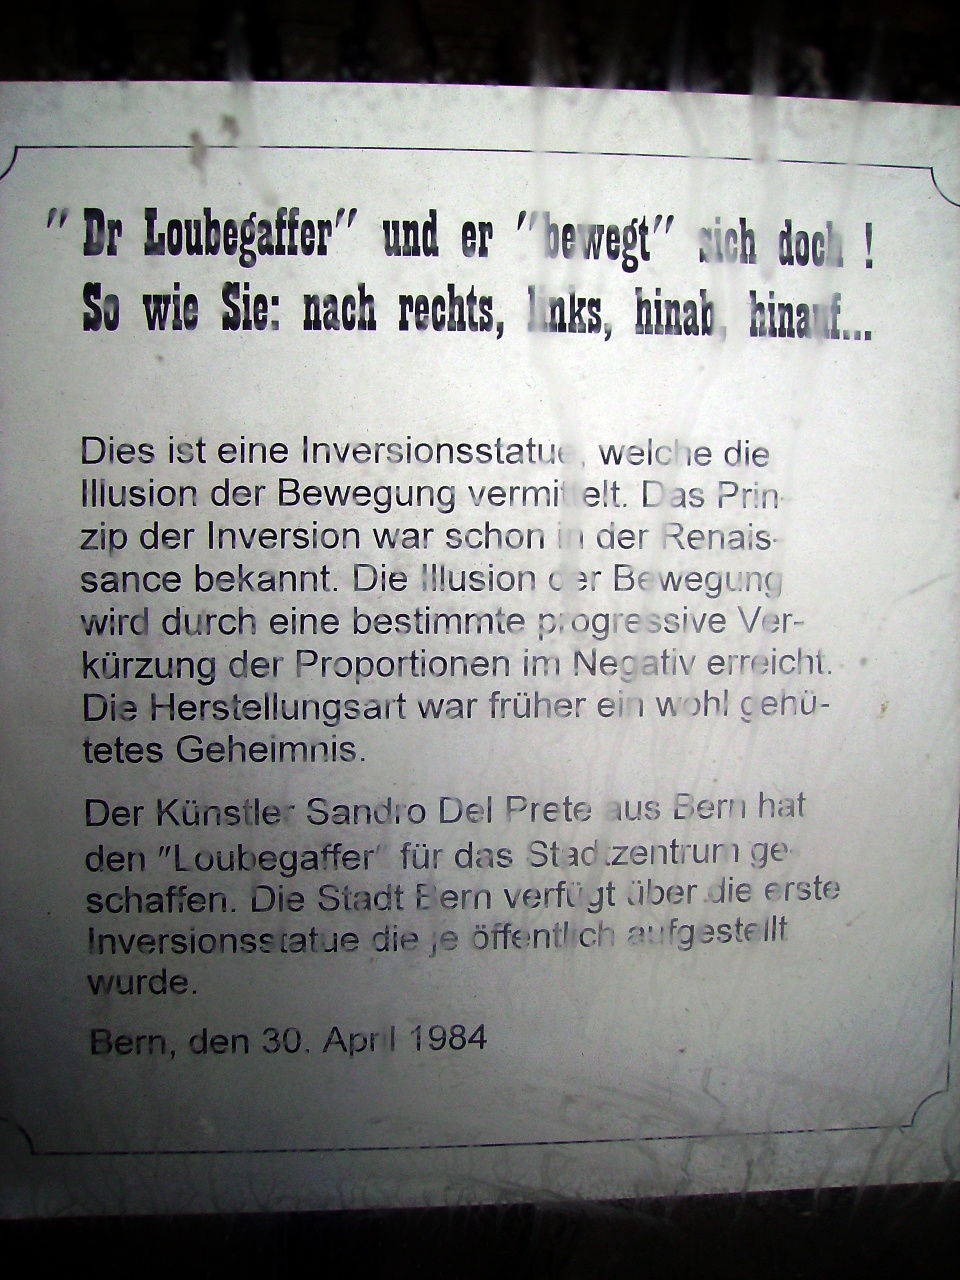 "Dr Loubegaffer" und er "bewegt" sich doch !
So wie Sie: nach rechts, links, hinab, hinauf...
Dies ist eine Inversionsstatue, welche die
Illusion der Bewegung vermittelt. Das Prin-
zip der Inversion war schon in der Renais-
sance bekannt. Die Illusion der Bewegung
wird durch eine bestimmte progressive Ver-
kürzung der Proportionen im Negativ erreicht.
Die Herstellungsart war früher ein wohl gehü-
tetes Geheimnis.
Der Künstler Sandro Del Prete aus Bern hat
den "Loubegaffer" für das Stadtzentrum ge-
schaffen. Die Stadt Bern verfügt über die erste
Inversionsstatue die je öffentlich aufgestellt
wurde.
Bern, den 30. April 1984